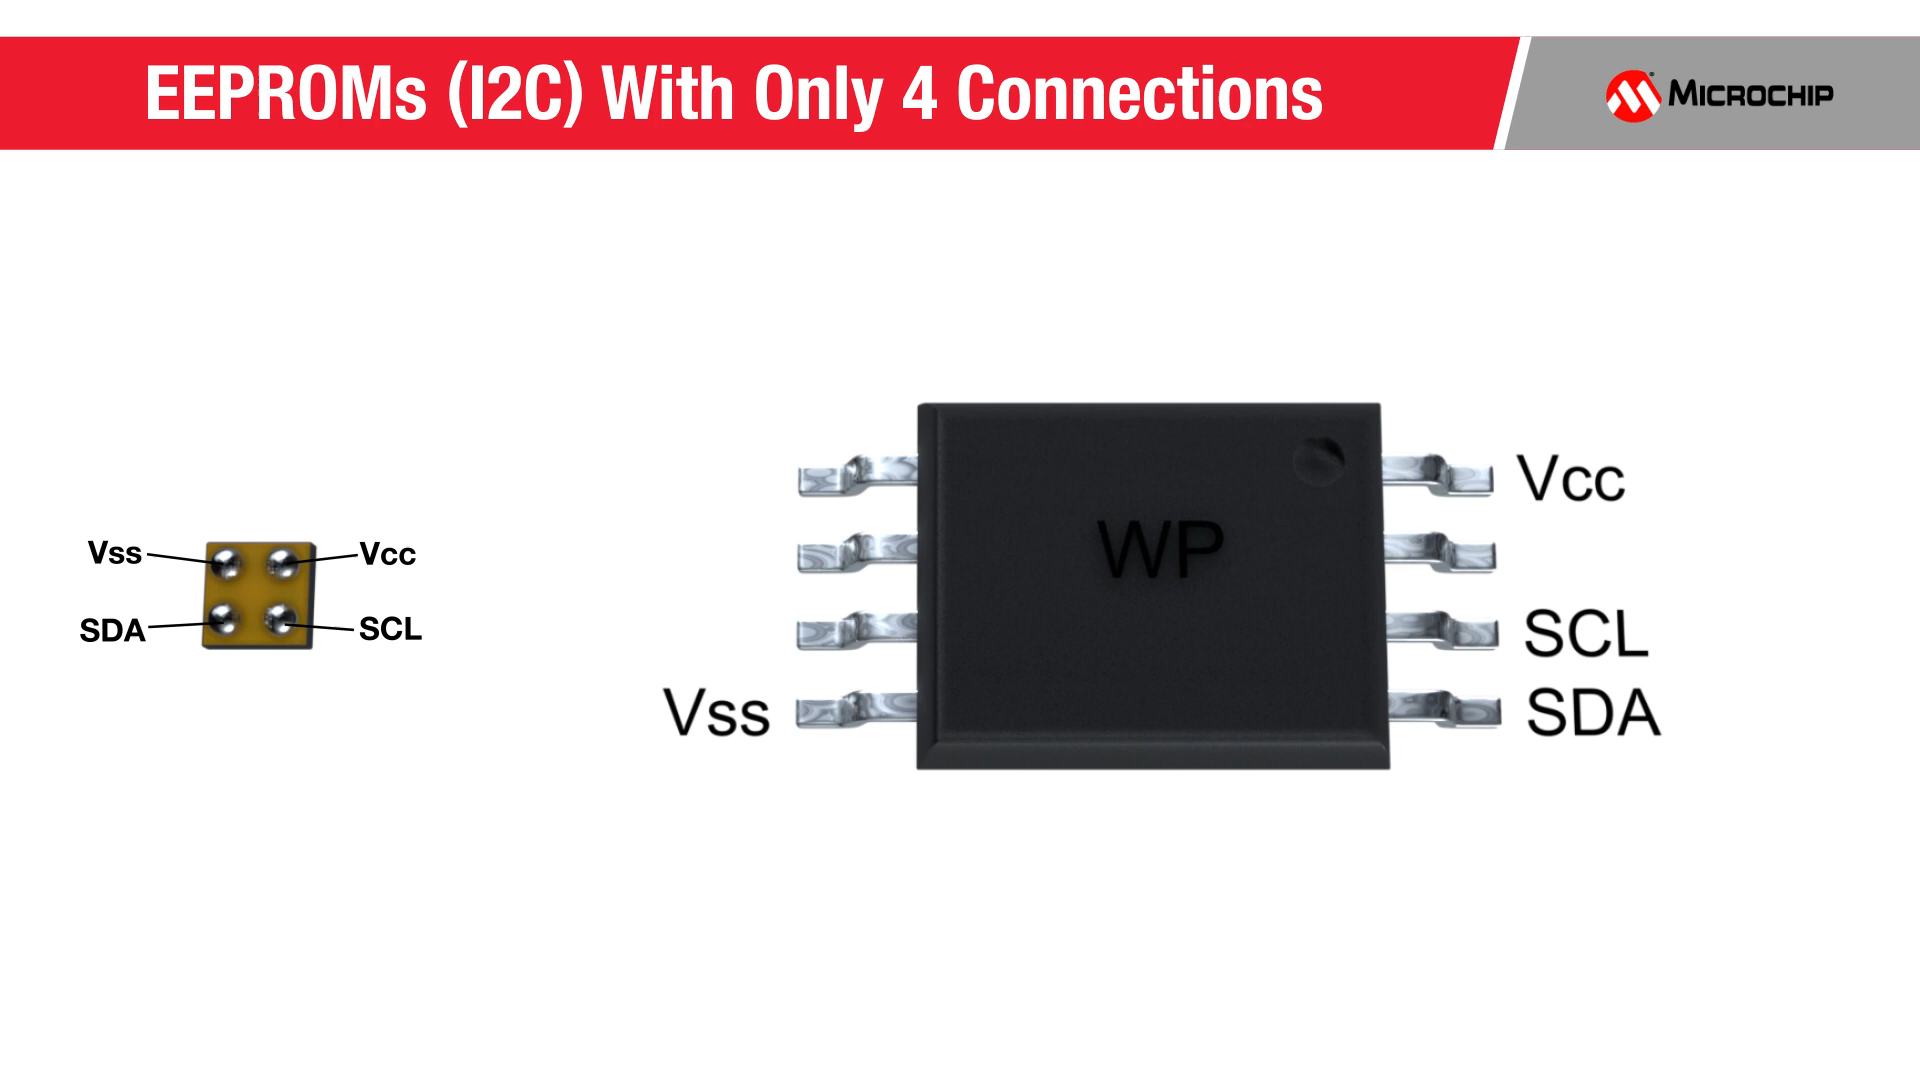 EEPROMs (I2C) With Only 4 Connections
MICROCHIP
Vss
Vcc
SDA
SCL
WP
Vcc
SCL
Vss
SDA